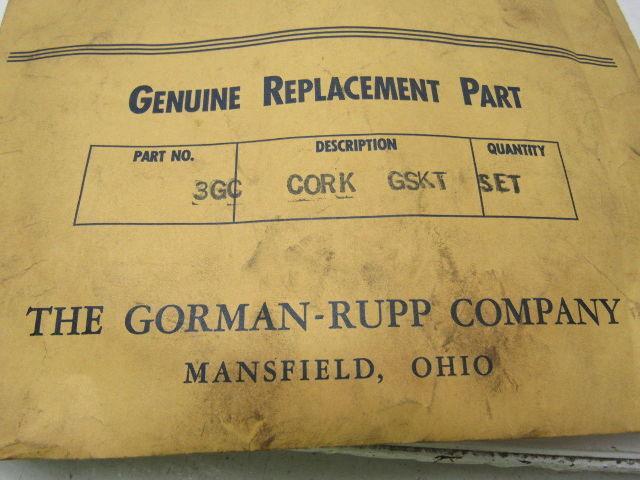 GENUINE REPLACEMENT PART
PART NO. DESCRIPTION QUANTITY
3GC CORK GSKT SET
THE GORMAN-RUPP COMPANY
MANSFIELD, OHIO